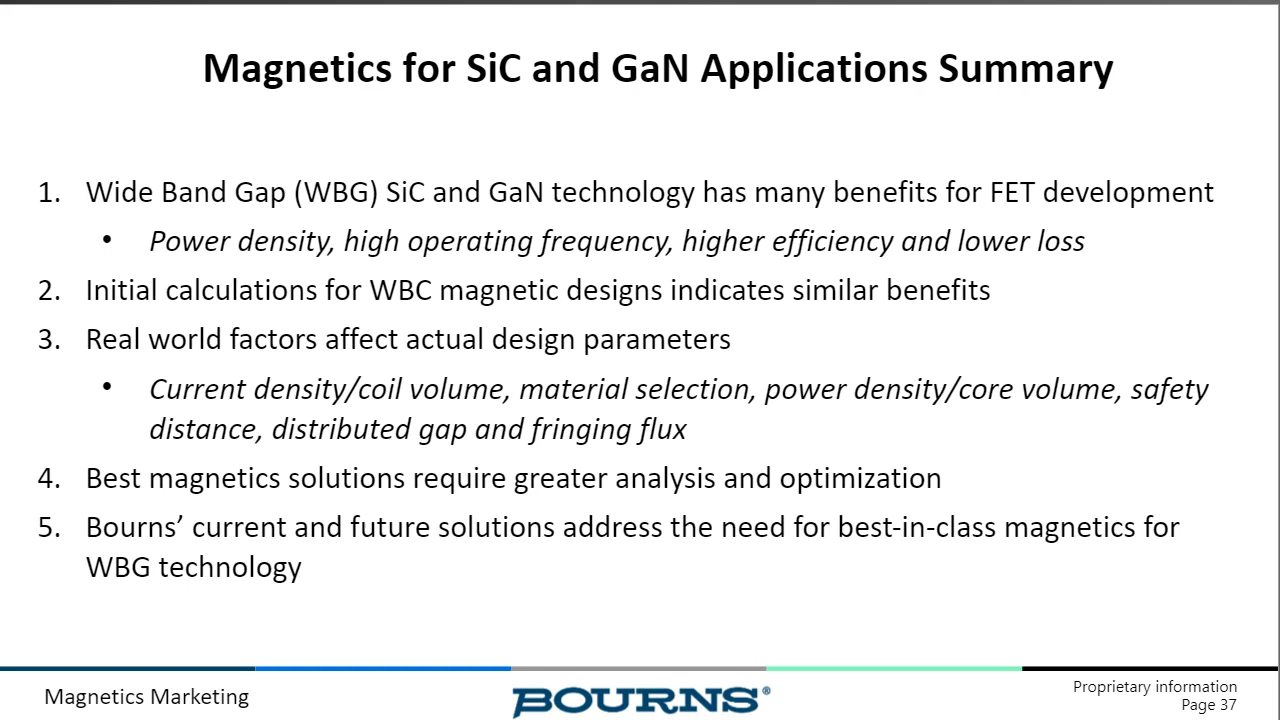 Magnetics for SiC and GaN Applications Summary
1. Wide Band Gap (WBG) SiC and GaN technology has many benefits for FET development
• Power density, high operating frequency, higher efficiency and lower loss
2. Initial calculations for WBC magnetic designs indicates similar benefits
3. Real world factors affect actual design parameters
• Current density/coil volume, material selection, power density/core volume, safety
distance, distributed gap and fringing flux
4. Best magnetics solutions require greater analysis and optimization
5. Bourns’ current and future solutions address the need for best-in-class magnetics for
WBG technology
Magnetics Marketing
BOURNS®
Proprietary information
Page 37